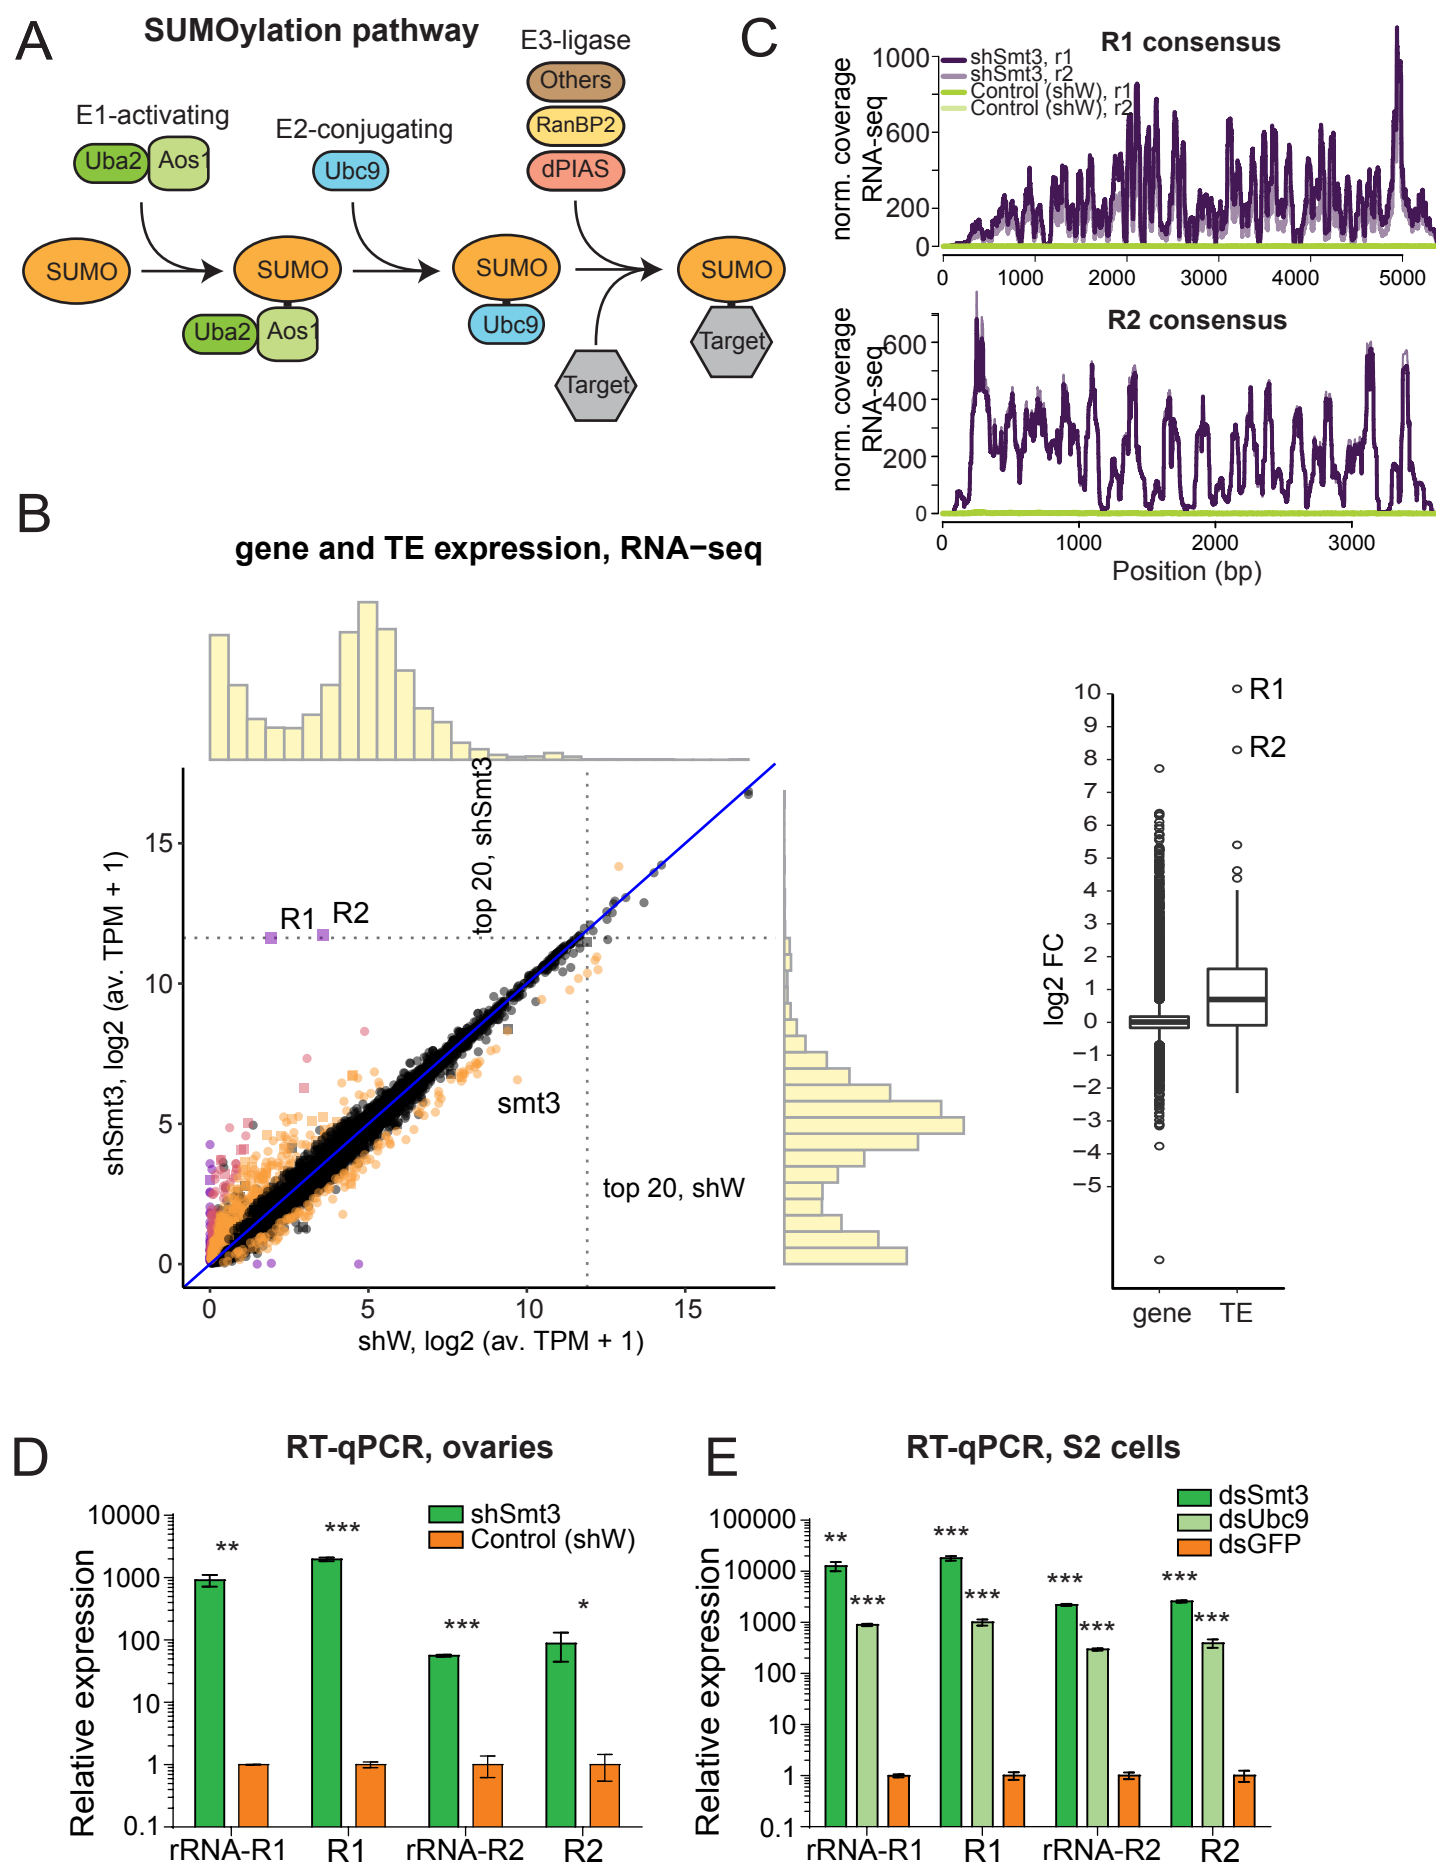 A
SUMOylation pathway
E3-ligase
Others
RanBP2
dPIAS
E1-activating
Uba2
Aos1
E2-conjugating
Ubc9
SUMO
SUMO
SUMO
SUMO
Uba2
Aos1
Ubc9
Target
Target
C
R1 consensus
norm. coverage
RNA-seq
shSmt3, r1
shSmt3, r2
Control (shW), r1
Control (shW), r2
1000
600
200
0
0 1000 2000 3000 4000 5000
R2 consensus
norm. coverage
RNA-seq
600
400
200
0
0 1000 2000 3000
Position (bp)
B
gene and TE expression, RNA−seq
shSmt3, log2 (av. TPM + 1)
15
10
5
0
R1
R2
top 20, shSmt3
smt3
top 20, shW
0 5 10 15
shW, log2 (av. TPM + 1)
log2 FC
10
9
8
7
6
5
4
3
2
1
0
−1
−2
−3
−4
−5
R1
R2
gene TE
D
RT-qPCR, ovaries
shSmt3
Control (shW)
Relative expression
10000
1000
100
10
1
0.1
**
***
***
*
rRNA-R1 R1 rRNA-R2 R2
E
RT-qPCR, S2 cells
dsSmt3
dsUbc9
dsGFP
Relative expression
100000
10000
1000
100
10
1
0.1
**
***
***
***
***
***
***
***
rRNA-R1 R1 rRNA-R2 R2